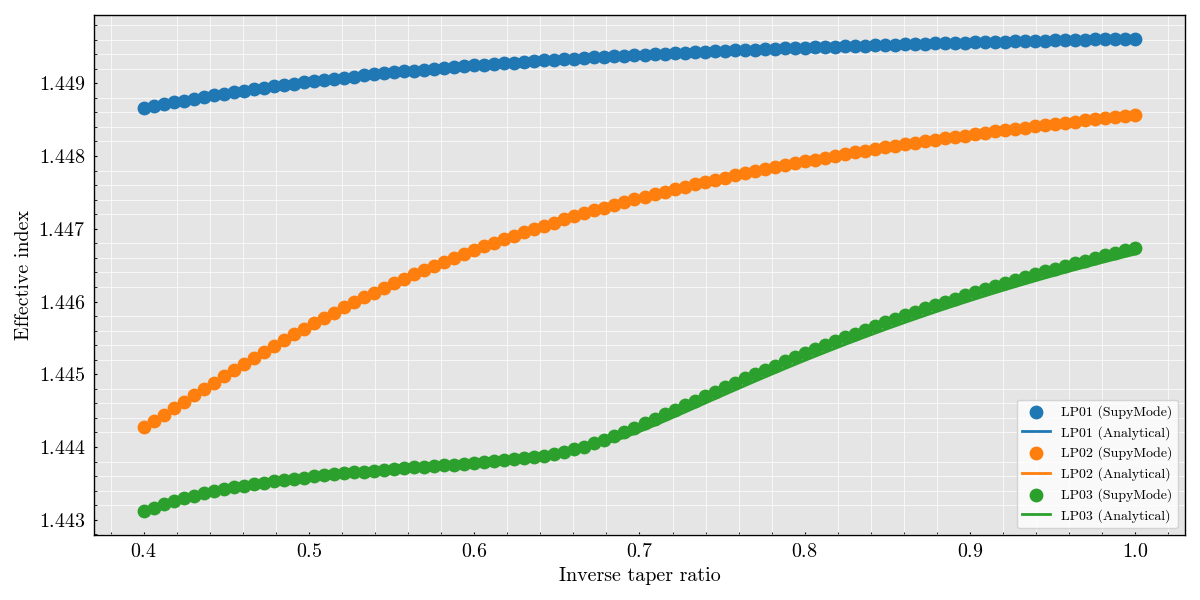 Effective index
1.449
1.448
1.447
1.446
1.445
1.444
1.443
0.4 0.5 0.6 0.7 0.8 0.9 1.0
Inverse taper ratio
LP01 (SupyMode)
LP01 (Analytical)
LP02 (SupyMode)
LP02 (Analytical)
LP03 (SupyMode)
LP03 (Analytical)